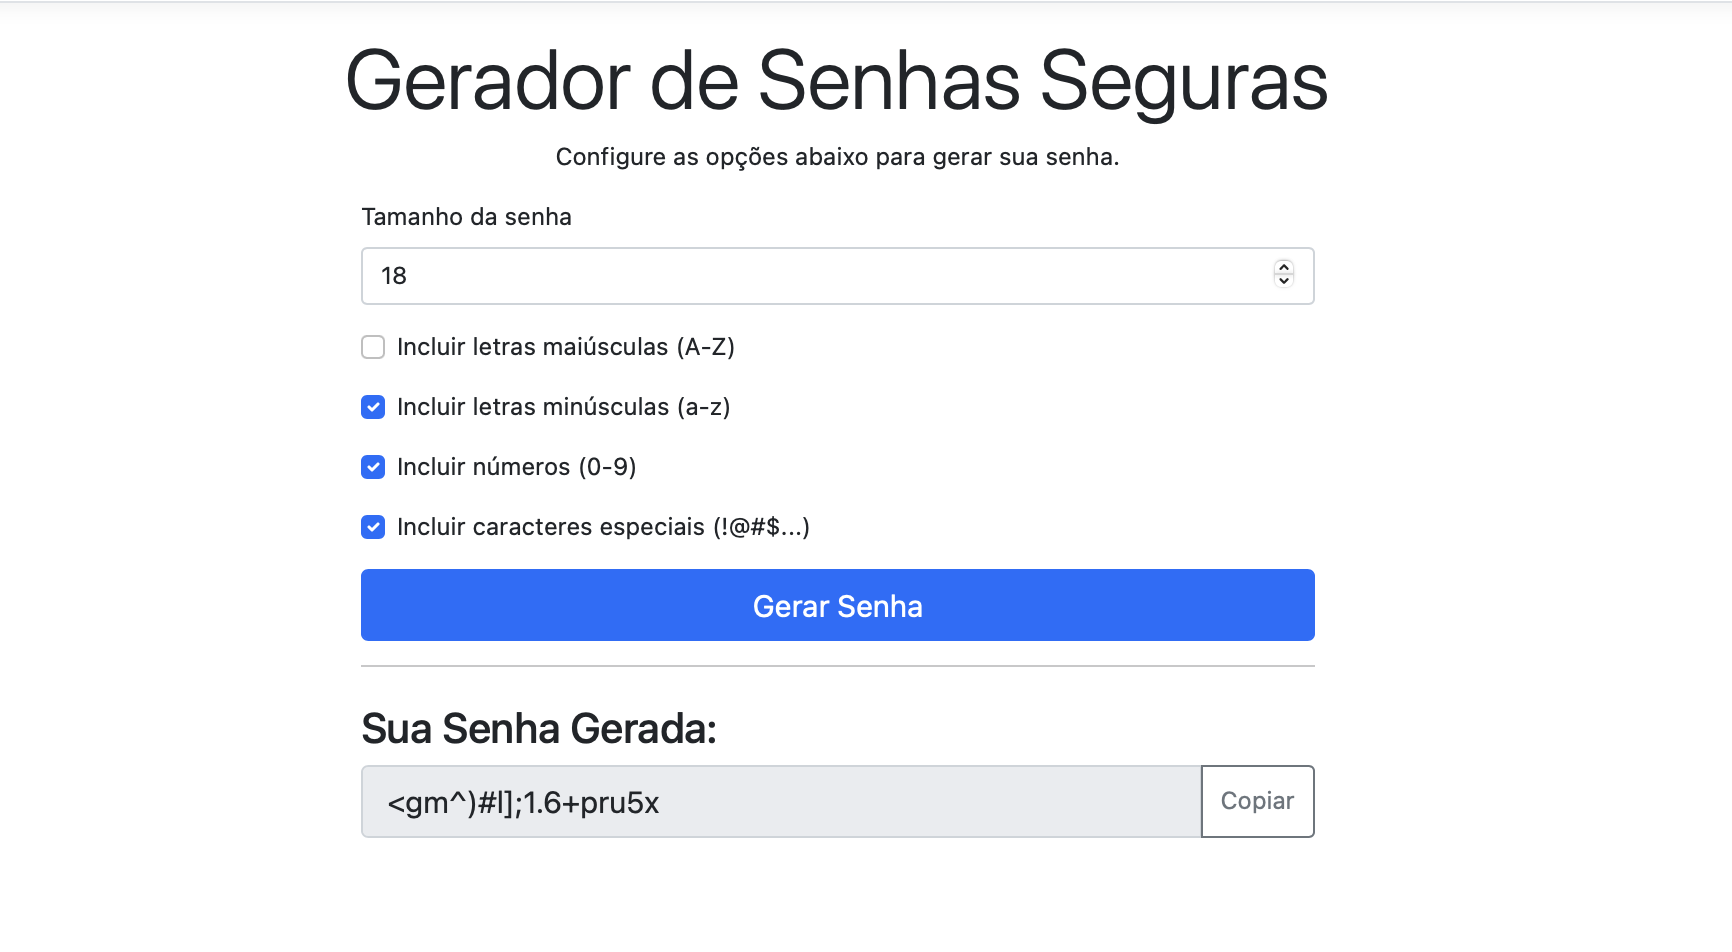 Gerador de Senhas Seguras
Configure as opções abaixo para gerar sua senha.
Tamanho da senha
18
Incluir letras maiúsculas (A-Z)
Incluir letras minúsculas (a-z)
Incluir números (0-9)
Incluir caracteres especiais (!@#$...)
Gerar Senha
Sua Senha Gerada:
<gm^)#l];1.6+pru5x
Copiar